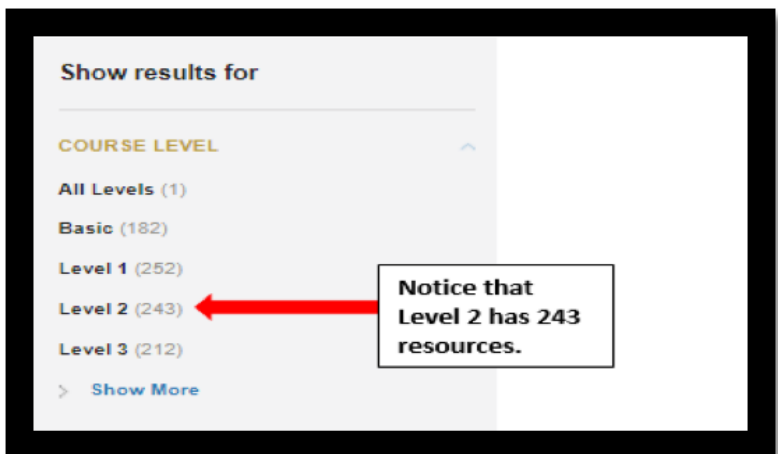 Show results for
COURSE LEVEL
All Levels (1)
Basic (182)
Level 1 (252)
Level 2 (243)
Level 3 (212)
> Show More
Notice that
Level 2 has 243
resources.